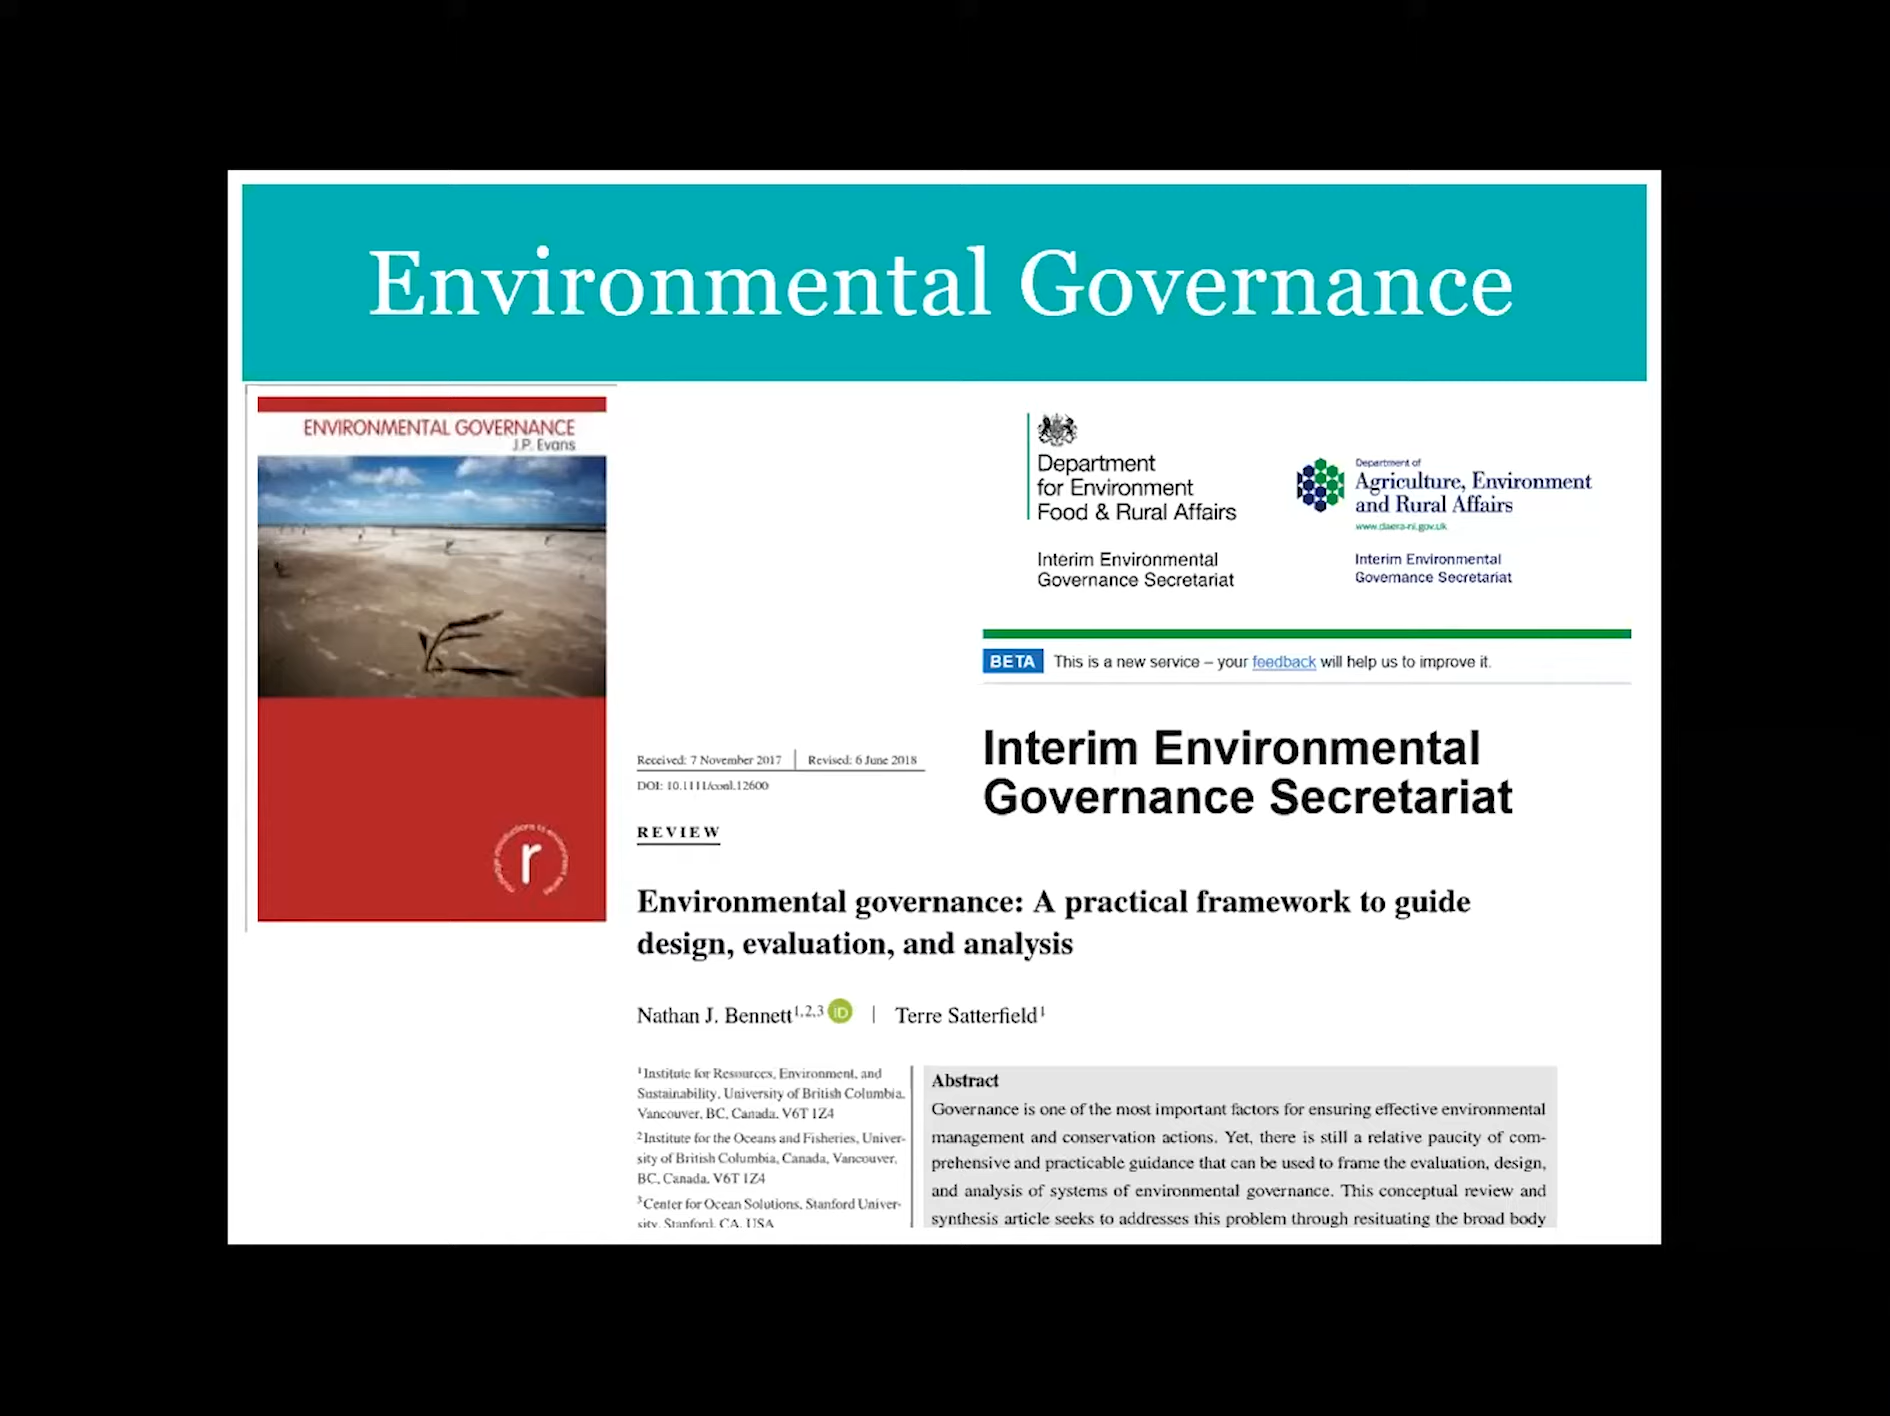 Environmental Governance
ENVIRONMENTAL GOVERNANCE
J.P. Evans
r
Department
for Environment
Food & Rural Affairs
Interim Environmental
Governance Secretariat
Department of
Agriculture, Environment
and Rural Affairs
www.daera-ni.gov.uk
Interim Environmental
Governance Secretariat
BETA This is a new service – your feedback will help us to improve it.
Interim Environmental
Governance Secretariat
Received: 7 November 2017 | Revised: 6 June 2018
DOI: 10.1111/conl.12600
REVIEW
Environmental governance: A practical framework to guide
design, evaluation, and analysis
Nathan J. Bennett1,2,3 iD | Terre Satterfield1
1Institute for Resources, Environment, and
Sustainability, University of British Columbia,
Vancouver, BC, Canada, V6T 1Z4
2Institute for the Oceans and Fisheries, Univer-
sity of British Columbia, Canada, Vancouver,
BC, Canada, V6T 1Z4
3Center for Ocean Solutions, Stanford Univer-
sity, Stanford, CA, USA
Abstract
Governance is one of the most important factors for ensuring effective environmental
management and conservation actions. Yet, there is still a relative paucity of com-
prehensive and practicable guidance that can be used to frame the evaluation, design,
and analysis of systems of environmental governance. This conceptual review and
synthesis article seeks to addresses this problem through resituating the broad body